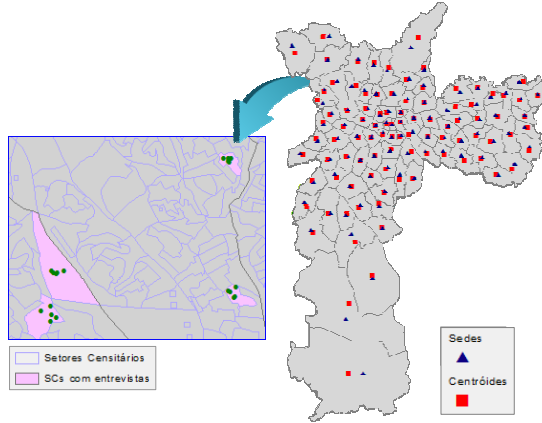 Setores Censitários
SCs com entrevistas
Sedes
Centróides